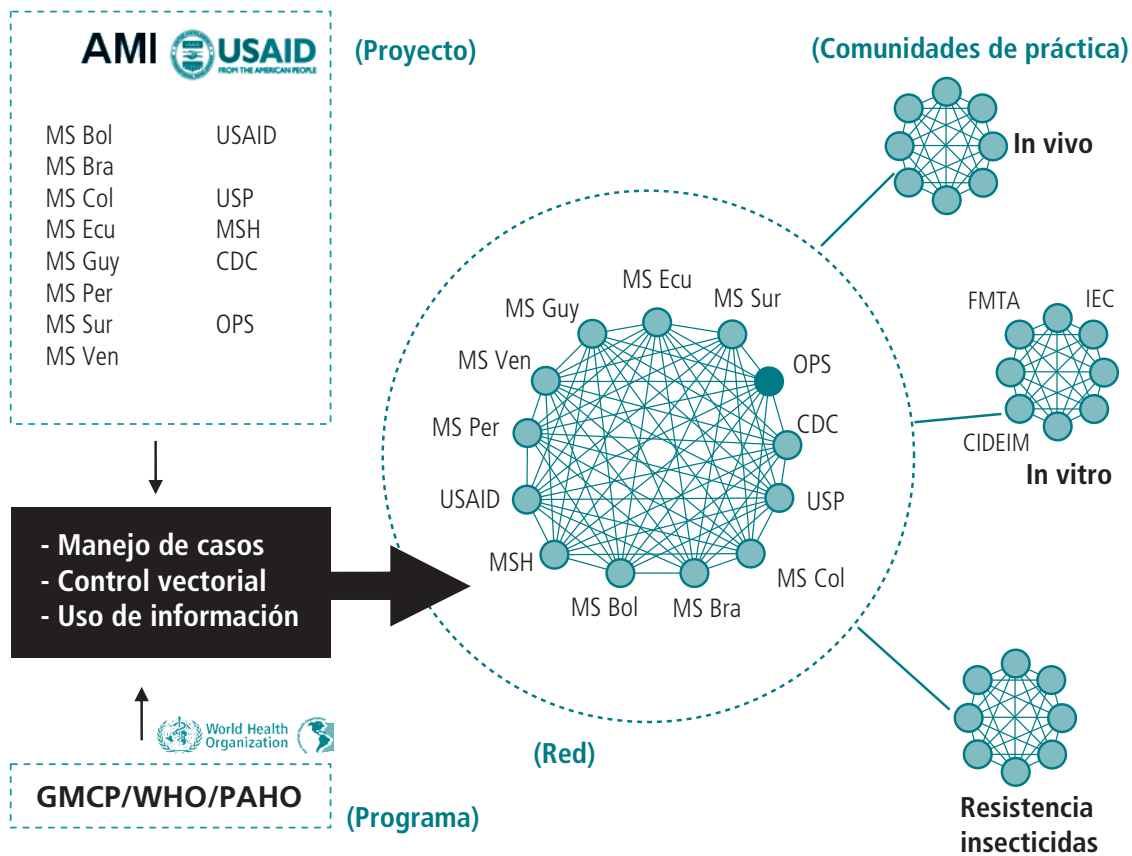 AMI
USAID
FROM THE AMERICAN PEOPLE
(Proyecto)
MS Bol USAID
MS Bra
MS Col USP
MS Ecu MSH
MS Guy CDC
MS Per
MS Sur OPS
MS Ven
- Manejo de casos
- Control vectorial
- Uso de información
World Health
Organization
GMCP/WHO/PAHO
(Programa)
MS Ecu
MS Sur
MS Guy
OPS
MS Ven
CDC
MS Per
USP
USAID
MS Col
MSH
MS Bra
MS Bol
(Red)
(Comunidades de práctica)
In vivo
FMTA
IEC
CIDEIM
In vitro
Resistencia
insecticidas